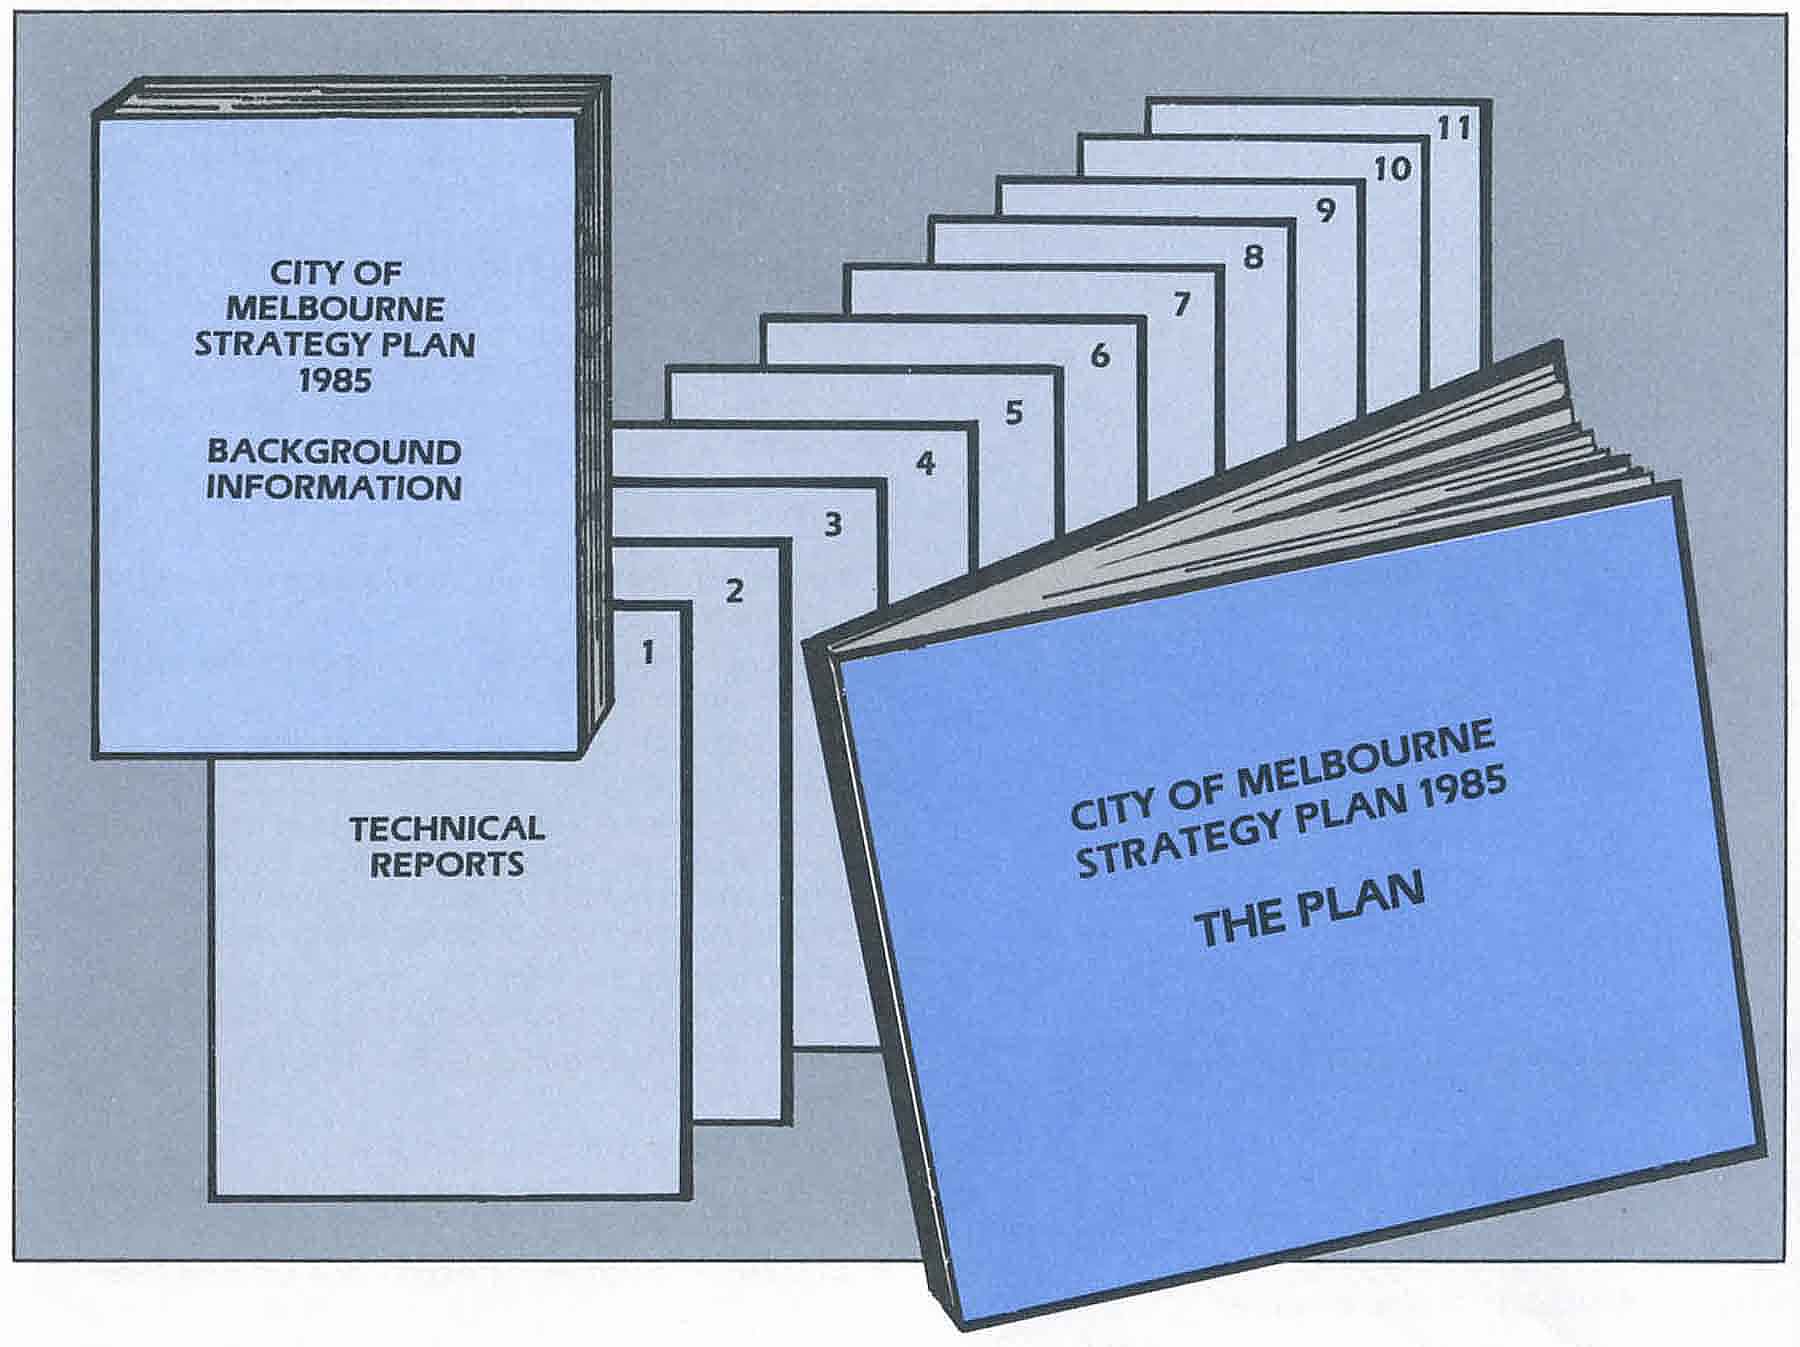 CITY OF
MELBOURNE
STRATEGY PLAN
1985
BACKGROUND
INFORMATION
11
10
9
8
7
6
5
4
3
2
1
TECHNICAL
REPORTS
CITY OF MELBOURNE
STRATEGY PLAN 1985
THE PLAN